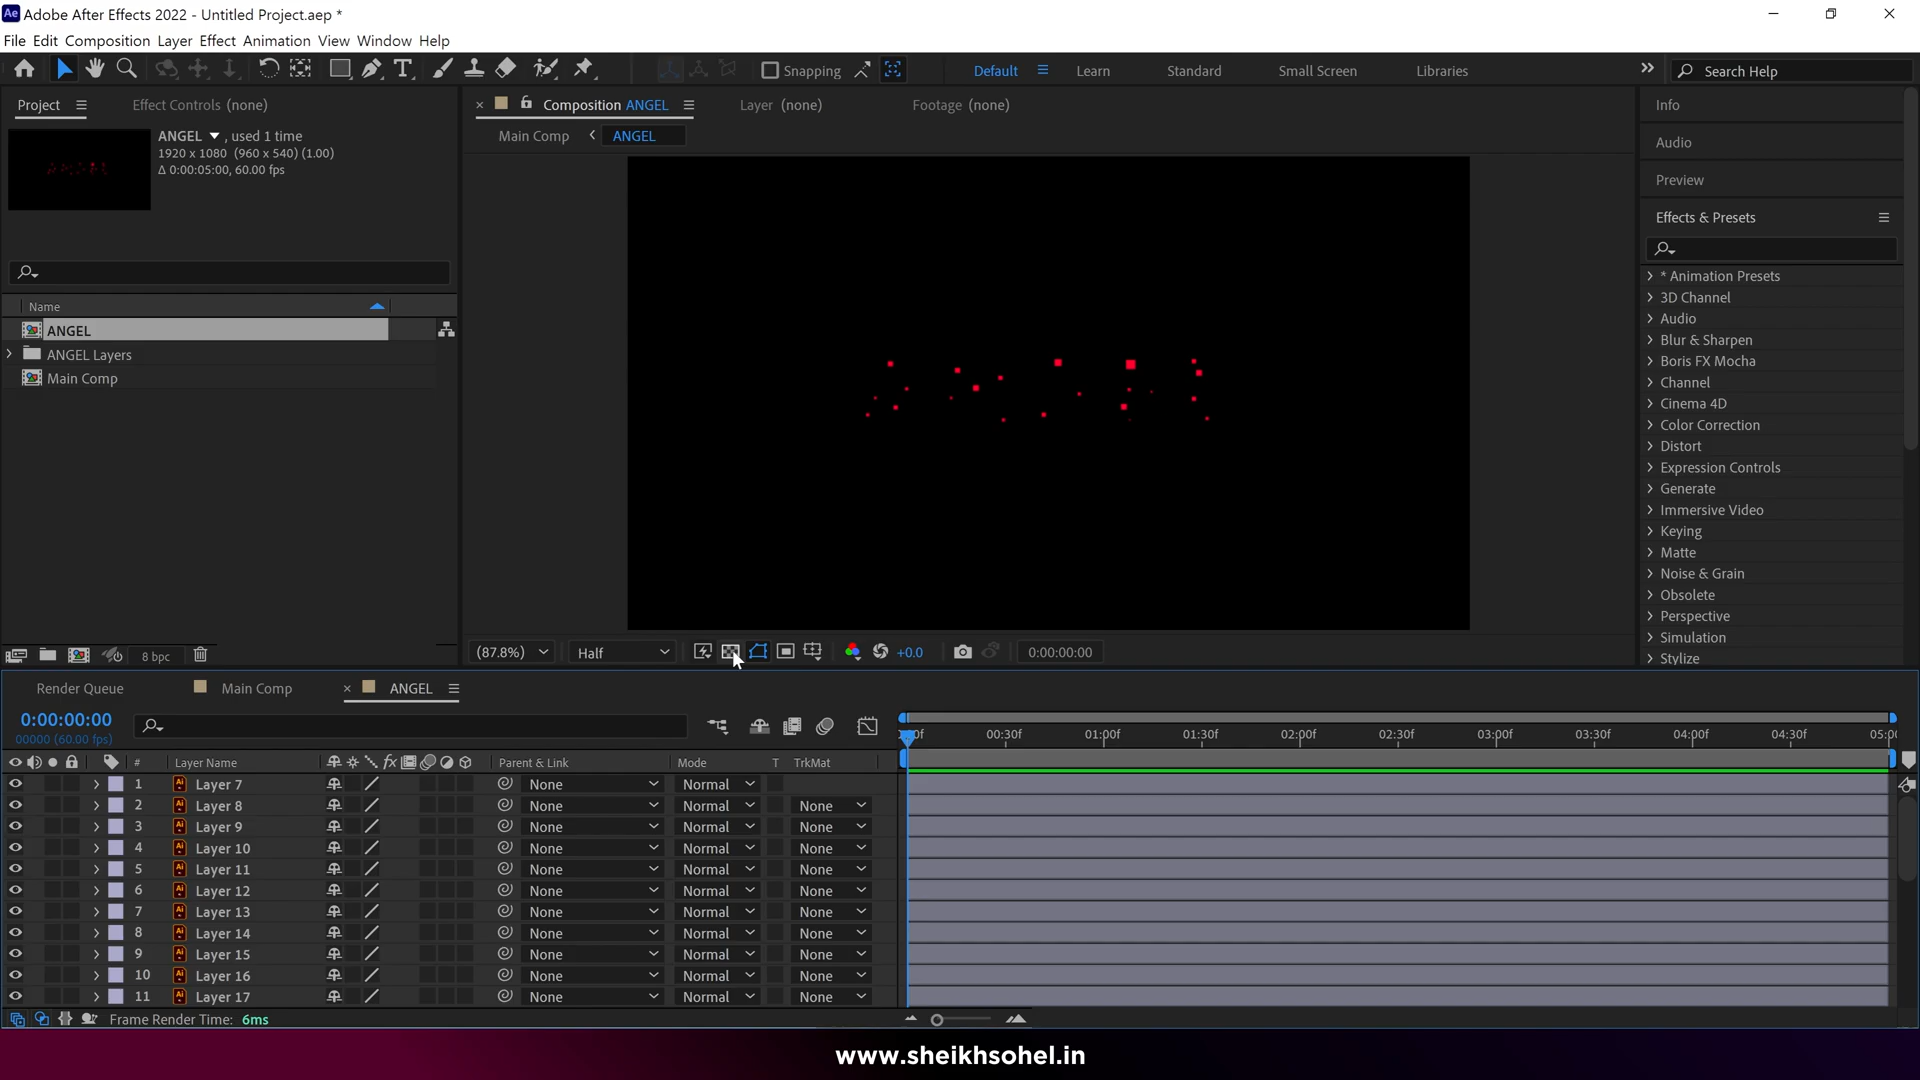 Adobe After Effects 2022 - Untitled Project.aep *
File Edit Composition Layer Effect Animation View Window Help
Snapping
Default
Learn
Standard
Small Screen
Libraries
Search Help
Project
Effect Controls (none)
ANGEL , used 1 time
1920 x 1080 (960 x 540) (1.00)
Δ 0:00:05:00, 60.00 fps
Name
ANGEL
ANGEL Layers
Main Comp
8 bpc
Composition ANGEL
Layer (none)
Footage (none)
Main Comp
ANGEL
(87.8%)
Half
+0.0
0:00:00:00
Info
Audio
Preview
Effects & Presets
* Animation Presets
3D Channel
Audio
Blur & Sharpen
Boris FX Mocha
Channel
Cinema 4D
Color Correction
Distort
Expression Controls
Generate
Immersive Video
Keying
Matte
Noise & Grain
Obsolete
Perspective
Simulation
Stylize
Render Queue
Main Comp
ANGEL
0:00:00:00
00000 (60.00 fps)
00:30f 01:00f 01:30f 02:00f 02:30f 03:00f 03:30f 04:00f 04:30f
# Layer Name fx Parent & Link Mode T TrkMat
1 Layer 7 None Normal
2 Layer 8 None Normal None
3 Layer 9 None Normal None
4 Layer 10 None Normal None
5 Layer 11 None Normal None
6 Layer 12 None Normal None
7 Layer 13 None Normal None
8 Layer 14 None Normal None
9 Layer 15 None Normal None
10 Layer 16 None Normal None
11 Layer 17 None Normal None
Frame Render Time: 6ms
www.sheikhsohel.in